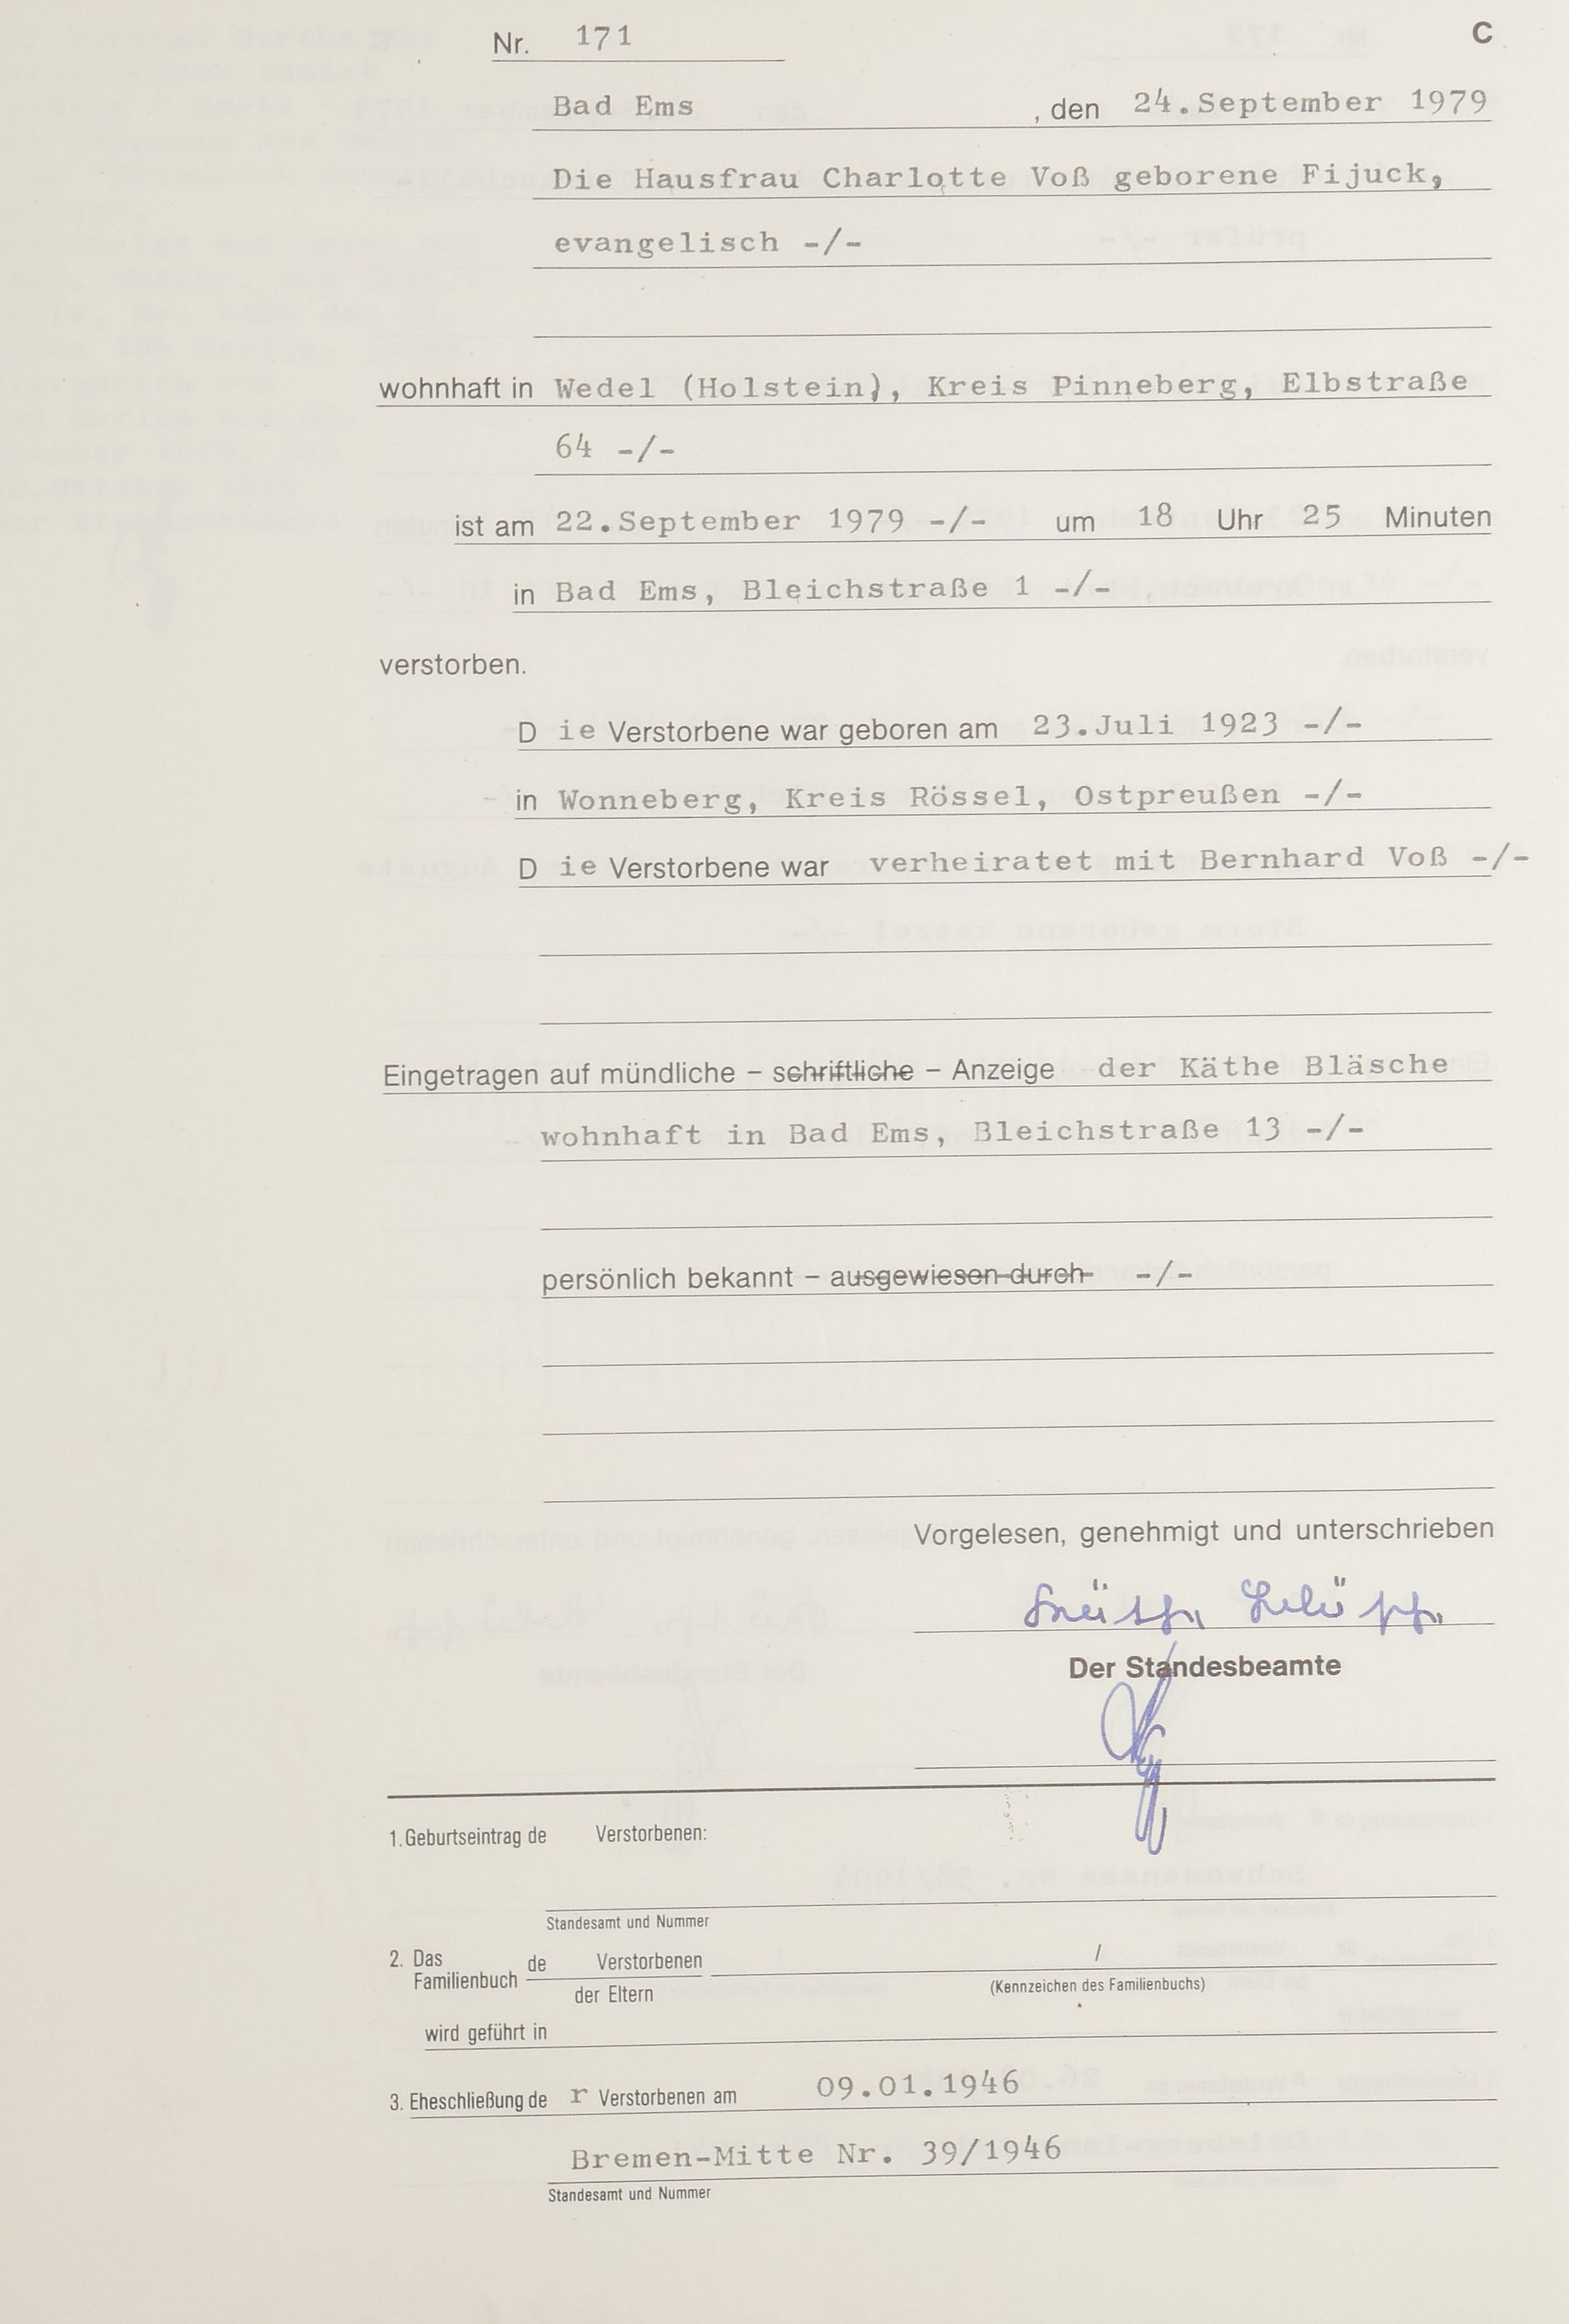 Nr. 171 C
Bad Ems , den 24.September 1979
Die Hausfrau Charlotte Voß geborene Fijuck,
evangelisch -/-
wohnhaft in Wedel (Holstein), Kreis Pinneberg, Elbstraße
64 -/-
ist am 22.September 1979 -/- um 18 Uhr 25 Minuten
in Bad Ems, Bleichstraße 1 -/-
verstorben.
D ie Verstorbene war geboren am 23.Juli 1923 -/-
in Wonneberg, Kreis Rössel, Ostpreußen -/-
D ie Verstorbene war verheiratet mit Bernhard Voß -/-
Eingetragen auf mündliche – schriftliche – Anzeige der Käthe Bläsche
wohnhaft in Bad Ems, Bleichstraße 13 -/-
persönlich bekannt – ausgewiesen durch -/-
Vorgelesen, genehmigt und unterschrieben
Der Standesbeamte
1. Geburtseintrag de Verstorbenen:
Standesamt und Nummer
2. Das Familienbuch de Verstorbenen /
der Eltern (Kennzeichen des Familienbuchs)
wird geführt in
3. Eheschließung de r Verstorbenen am 09.01.1946
Bremen-Mitte Nr. 39/1946
Standesamt und Nummer